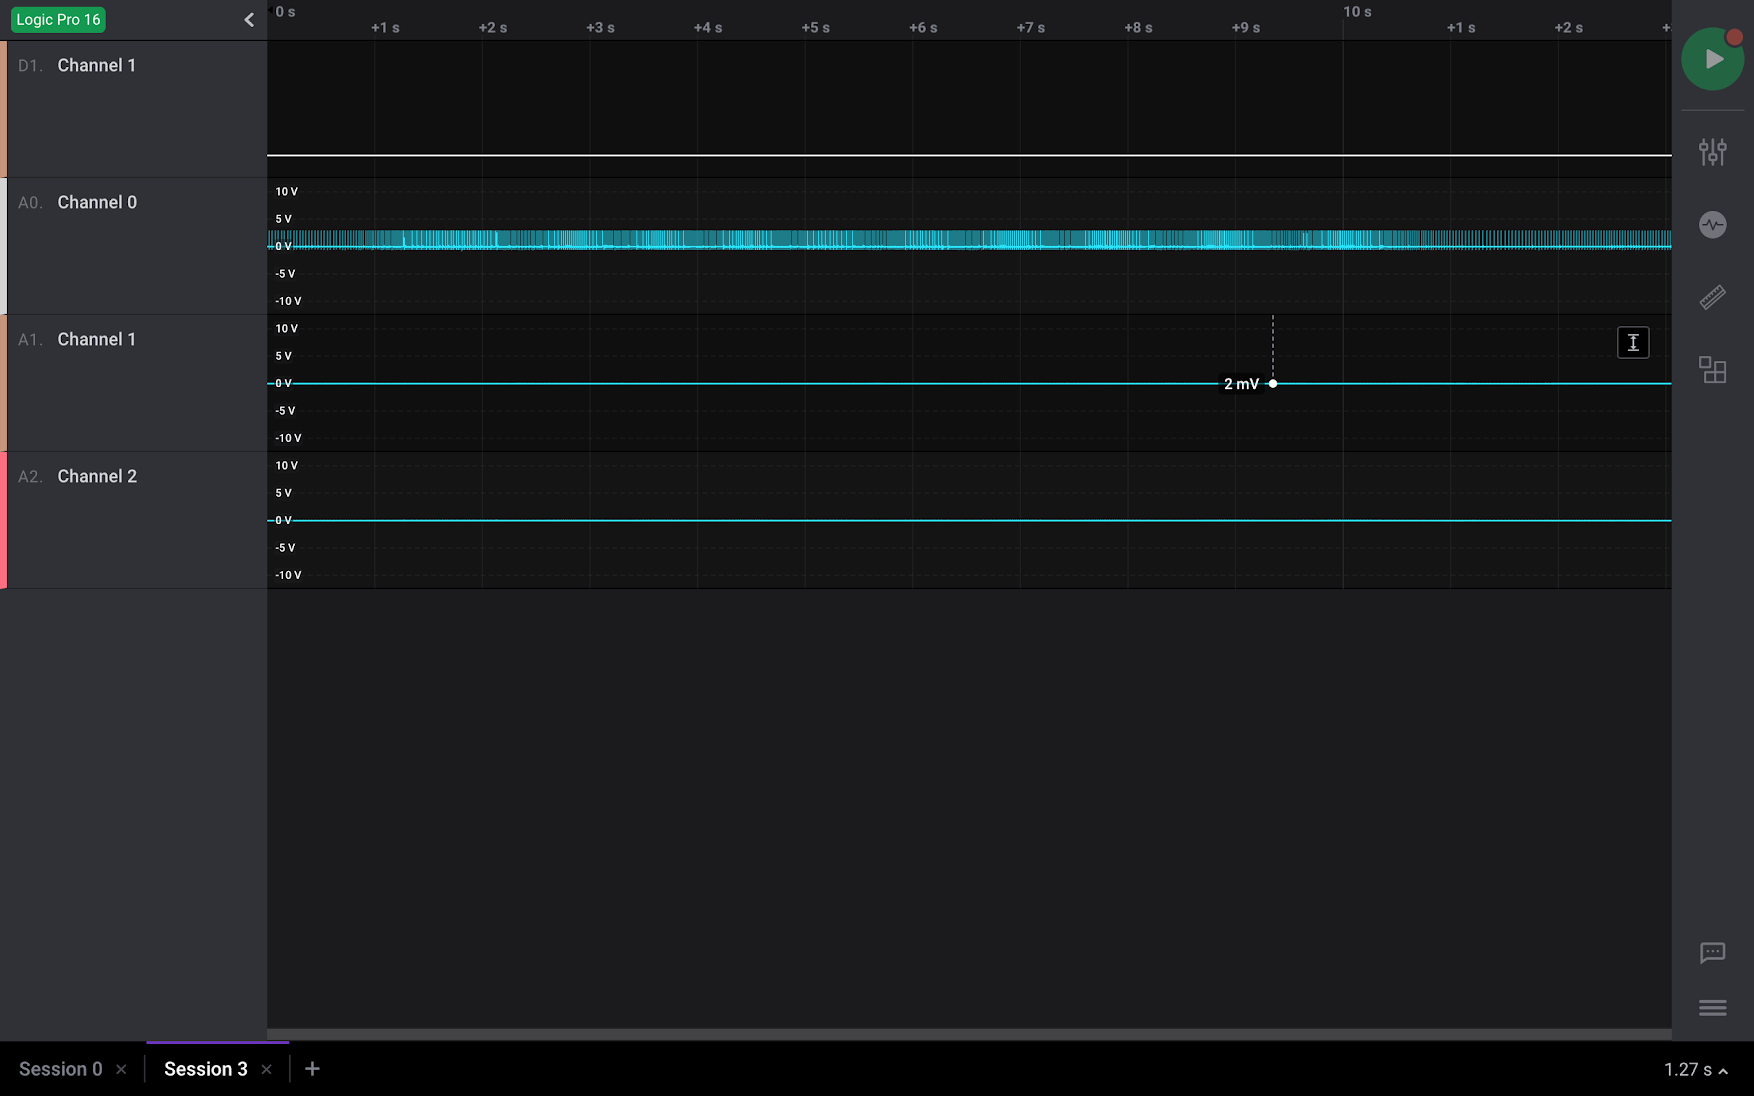 Logic Pro 16
0 s
10 s
+1 s
+2 s
+3 s
+4 s
+5 s
+6 s
+7 s
+8 s
+9 s
+1 s
+2 s
D1. Channel 1
A0. Channel 0
10 V
5 V
0 V
-5 V
-10 V
A1. Channel 1
10 V
5 V
0 V
-5 V
-10 V
2 mV
A2. Channel 2
10 V
5 V
0 V
-5 V
-10 V
Session 0
Session 3
1.27 s